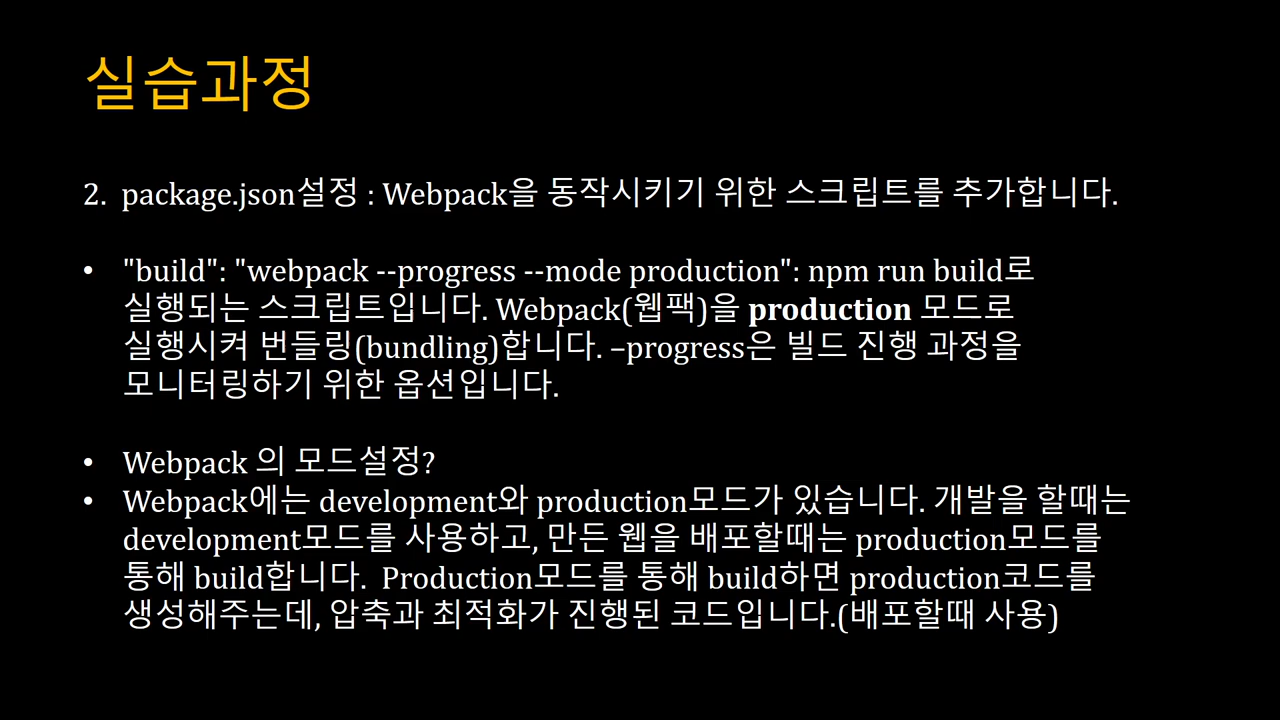 실습과정
2. package.json설정 : Webpack을 동작시키기 위한 스크립트를 추가합니다.
• "build": "webpack --progress --mode production": npm run build로
실행되는 스크립트입니다. Webpack(웹팩)을 production 모드로
실행시켜 번들링(bundling)합니다. –progress은 빌드 진행 과정을
모니터링하기 위한 옵션입니다.
• Webpack 의 모드설정?
• Webpack에는 development와 production모드가 있습니다. 개발을 할때는
development모드를 사용하고, 만든 웹을 배포할때는 production모드를
통해 build합니다. Production모드를 통해 build하면 production코드를
생성해주는데, 압축과 최적화가 진행된 코드입니다.(배포할때 사용)